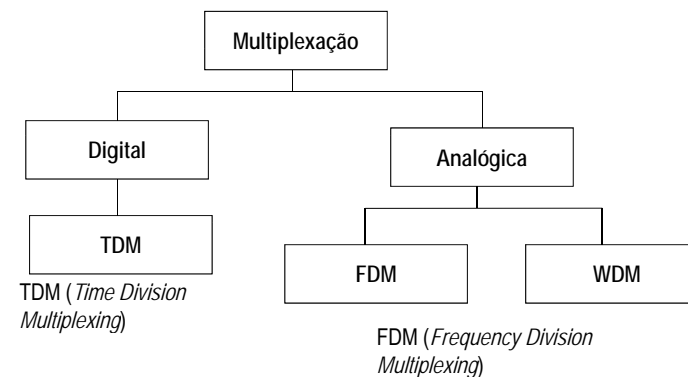 Multiplexação
Digital
Analógica
TDM
FDM
WDM
TDM (Time Division
Multiplexing)
FDM (Frequency Division
Multiplexing)